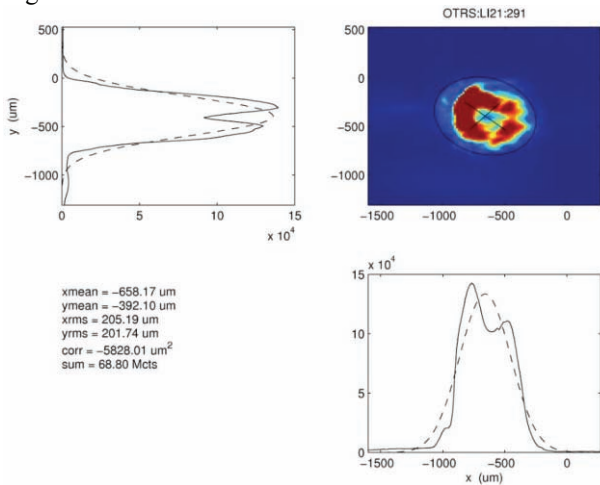 OTRS:LI21:291
500
0
-500
-1000
y (um)
0
5
10
15
x 10^4
500
0
-500
-1000
-1500
-1000
-500
0
xmean = -658.17 um
ymean = -392.10 um
xrms = 205.19 um
yrms = 201.74 um
corr = -5828.01 um^2
sum = 68.80 Mcts
x 10^4
15
10
5
0
-1500
-1000
-500
0
x (um)